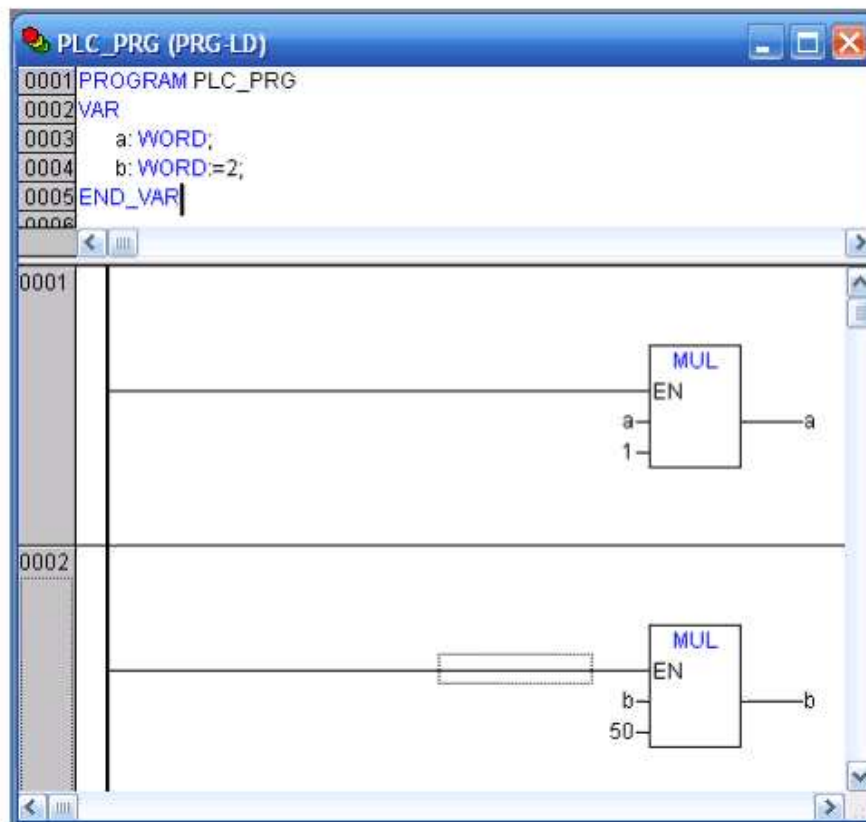 PLC_PRG (PRG-LD)
0001 PROGRAM PLC_PRG
0002 VAR
0003 a: WORD;
0004 b: WORD:=2;
0005 END_VAR
0006
0001
MUL
EN
a a
1
0002
MUL
EN
b b
50